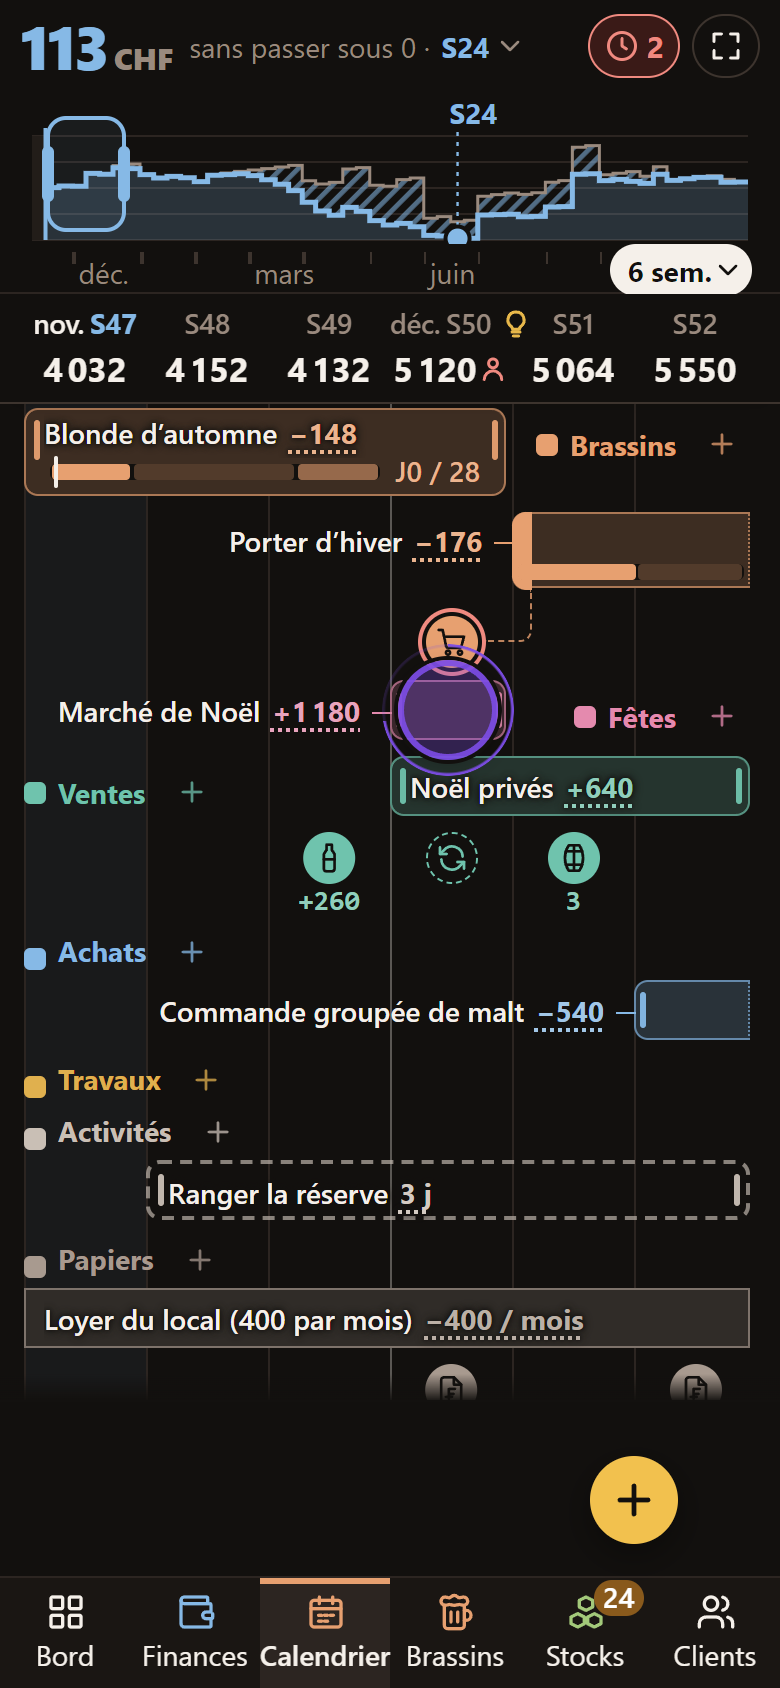 113 CHF sans passer sous 0 · S24
2
S24
déc. mars juin
6 sem.
nov. S47 S48 S49 déc. S50 S51 S52
4 032 4 152 4 132 5 120 5 064 5 550
Blonde d’automne −148
J0 / 28
Brassins +
Porter d’hiver −176
Marché de Noël +1 180
Fêtes +
Noël privés +640
Ventes +
+260 3
Achats +
Commande groupée de malt −540
Travaux +
Activités +
Ranger la réserve 3 j
Papiers +
Loyer du local (400 par mois) −400 / mois
+
24
Bord Finances Calendrier Brassins Stocks Clients